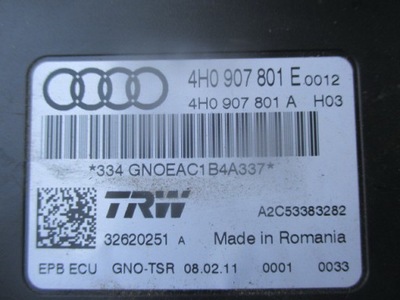 4H0 907 801 E 0012
4H0 907 801 A H03
*334 GNOEAC1B4A337*
TRW A2C53383282
32620251 A Made in Romania
EPB ECU GNO-TSR 08.02.11 0001 0033